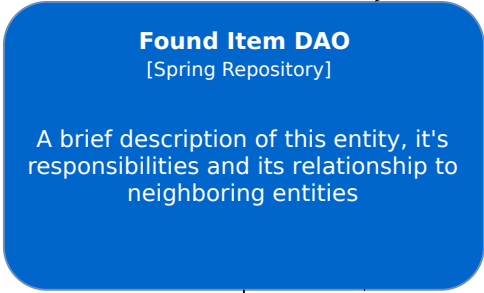 Found Item DAO
[Spring Repository]
A brief description of this entity, it's
responsibilities and its relationship to
neighboring entities